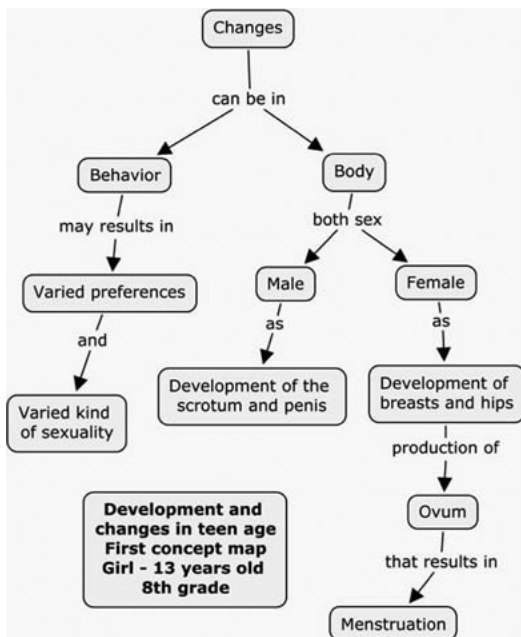 Changes
can be in
Behavior
Body
may results in
both sex
Varied preferences
Male
Female
and
as
as
Varied kind
of sexuality
Development of the
scrotum and penis
Development of
breasts and hips
production of
Development and
changes in teen age
First concept map
Girl - 13 years old
8th grade
Ovum
that results in
Menstruation